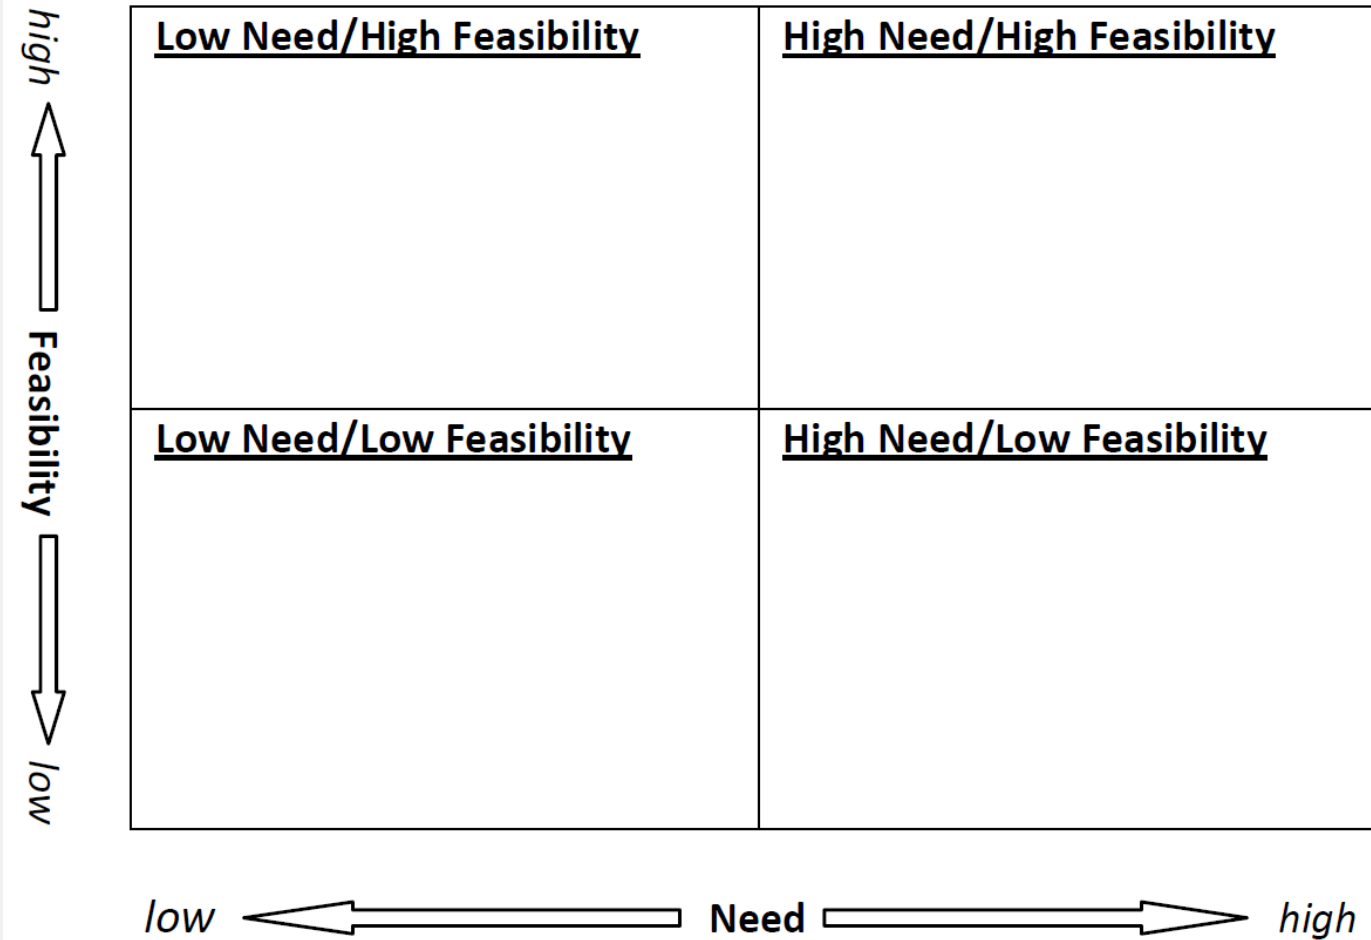 high
Low Need/High Feasibility
High Need/High Feasibility
Feasibility
Low Need/Low Feasibility
High Need/Low Feasibility
low
low
Need
high